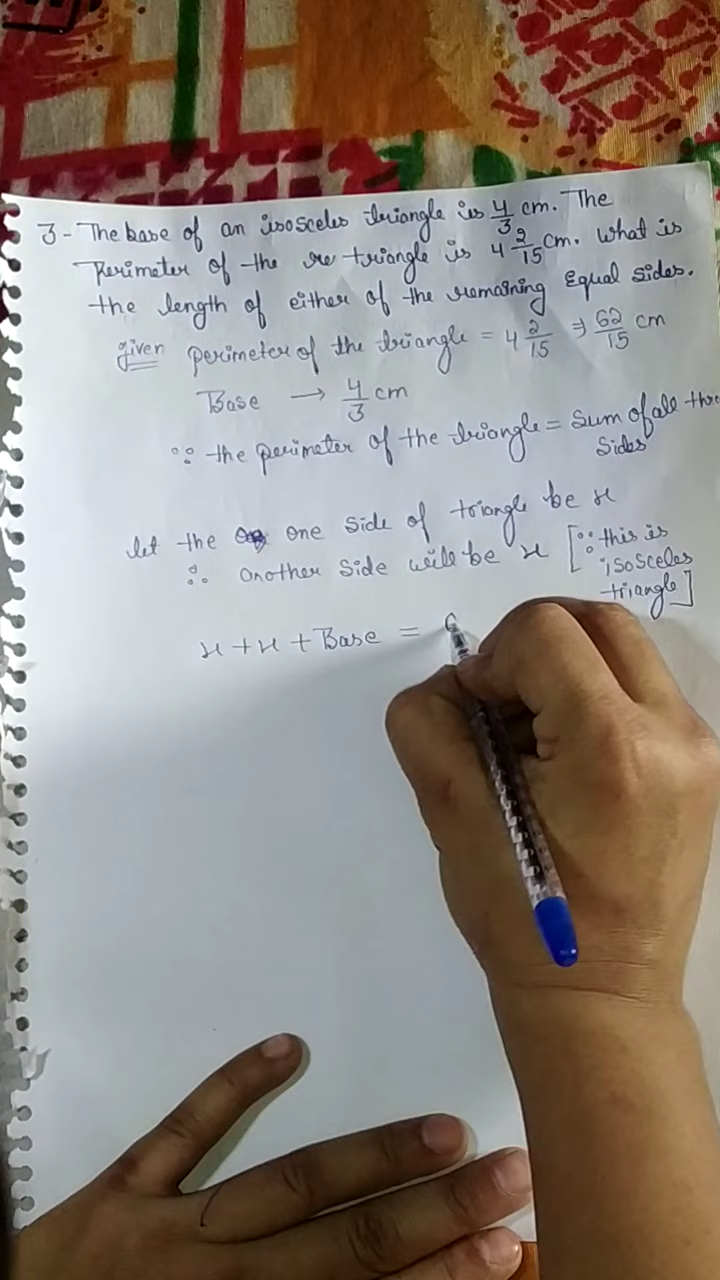 3- The base of an isosceles triangle is 4/3 cm. The
perimeter of the re triangle is 4 2/15 cm. What is
the length of either of the remaining equal sides.
given perimeter of the triangle = 4 2/15 ⇒ 62/15 cm
Base → 4/3 cm
∵ the perimeter of the triangle = Sum of all thre
Sides
let the one side of triangle be x
∴ another side will be x [∵ this is
isosceles
triangle]
x + x + Base = 6